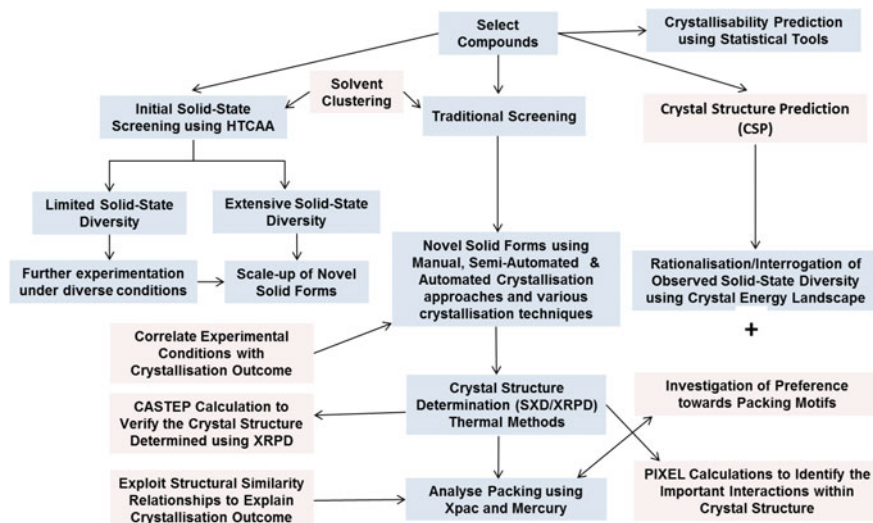 Select
Compounds
Crystallisability Prediction
using Statistical Tools
Solvent
Clustering
Initial Solid-State
Screening using HTCAA
Traditional Screening
Crystal Structure Prediction
(CSP)
Limited Solid-State
Diversity
Extensive Solid-State
Diversity
Further experimentation
under diverse conditions
Scale-up of Novel
Solid Forms
Novel Solid Forms using
Manual, Semi-Automated &
Automated Crystallisation
approaches and various
crystallisation techniques
Rationalisation/Interrogation of
Observed Solid-State Diversity
using Crystal Energy Landscape
+
Correlate Experimental
Conditions with
Crystallisation Outcome
Crystal Structure
Determination (SXD/XRPD)
Thermal Methods
Investigation of Preference
towards Packing Motifs
CASTEP Calculation to
Verify the Crystal Structure
Determined using XRPD
Exploit Structural Similarity
Relationships to Explain
Crystallisation Outcome
Analyse Packing using
Xpac and Mercury
PIXEL Calculations to Identify the
Important Interactions within
Crystal Structure